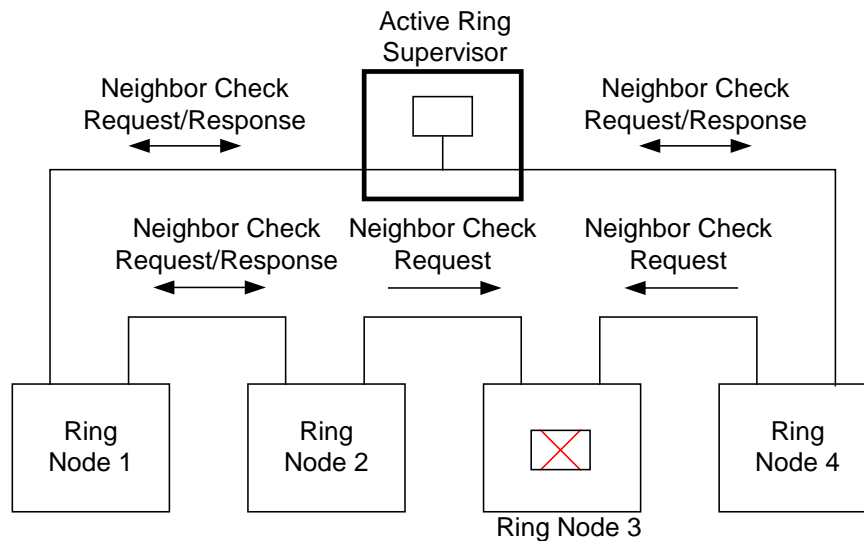 Active Ring
Supervisor
Neighbor Check
Request/Response
Neighbor Check
Request/Response
Neighbor Check
Request/Response
Neighbor Check
Request
Neighbor Check
Request
Ring
Node 1
Ring
Node 2
Ring Node 3
Ring
Node 4